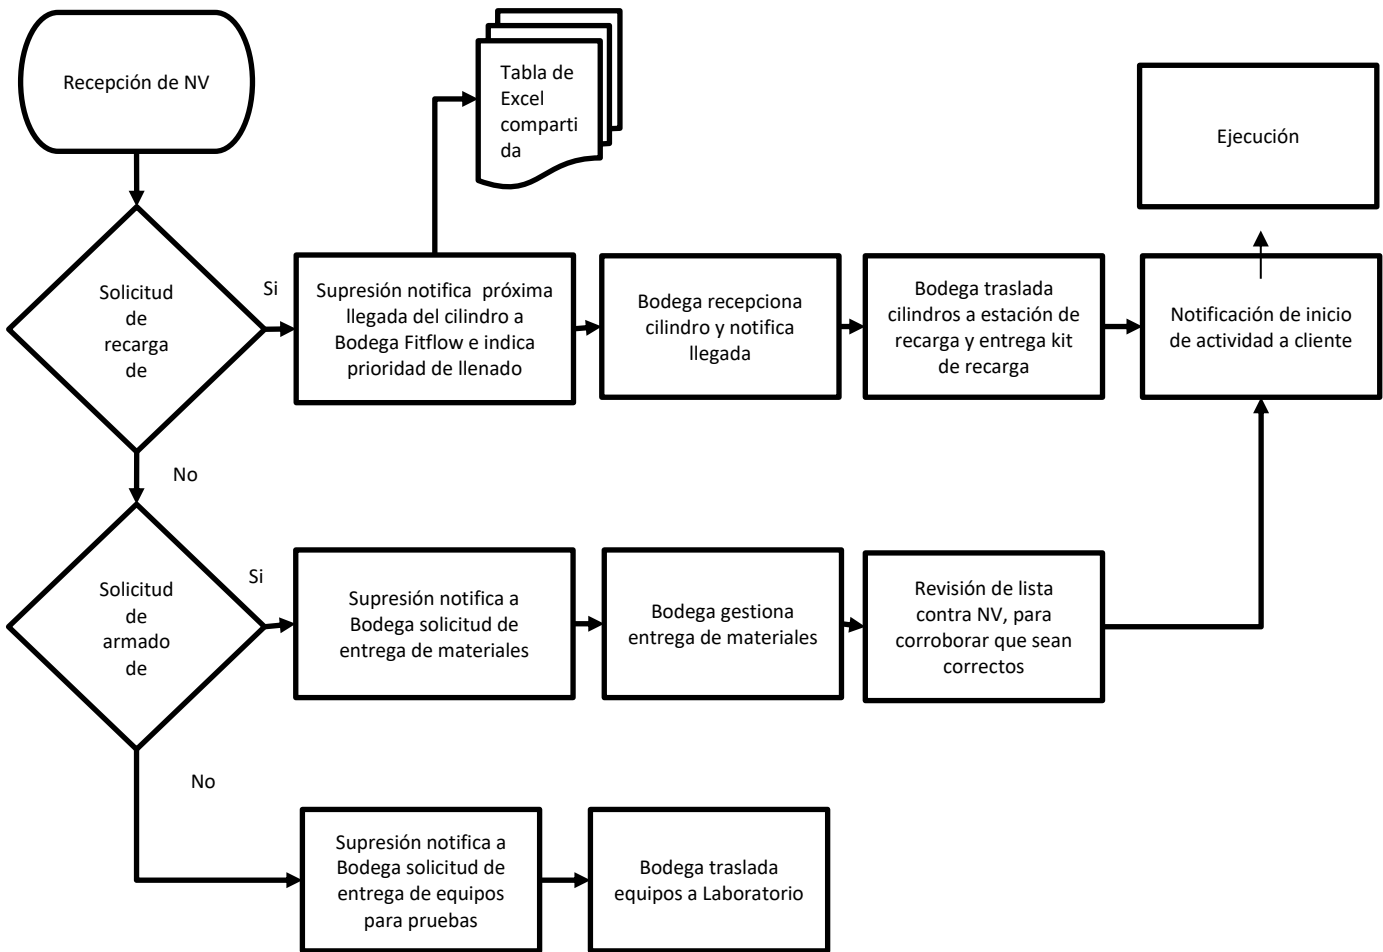 Recepción de NV
Tabla de
Excel
comparti
da
Ejecución
Solicitud
de
recarga
de
Si
Supresión notifica  próxima
llegada del cilindro a
Bodega Fitflow e indica
prioridad de llenado
Bodega recepciona
cilindro y notifica
llegada
Bodega traslada
cilindros a estación de
recarga y entrega kit
de recarga
Notificación de inicio
de actividad a cliente
No
Solicitud
de
armado
de
Si
Supresión notifica a
Bodega solicitud de
entrega de materiales
Bodega gestiona
entrega de materiales
Revisión de lista
contra NV, para
corroborar que sean
correctos
No
Supresión notifica a
Bodega solicitud de
entrega de equipos
para pruebas
Bodega traslada
equipos a Laboratorio